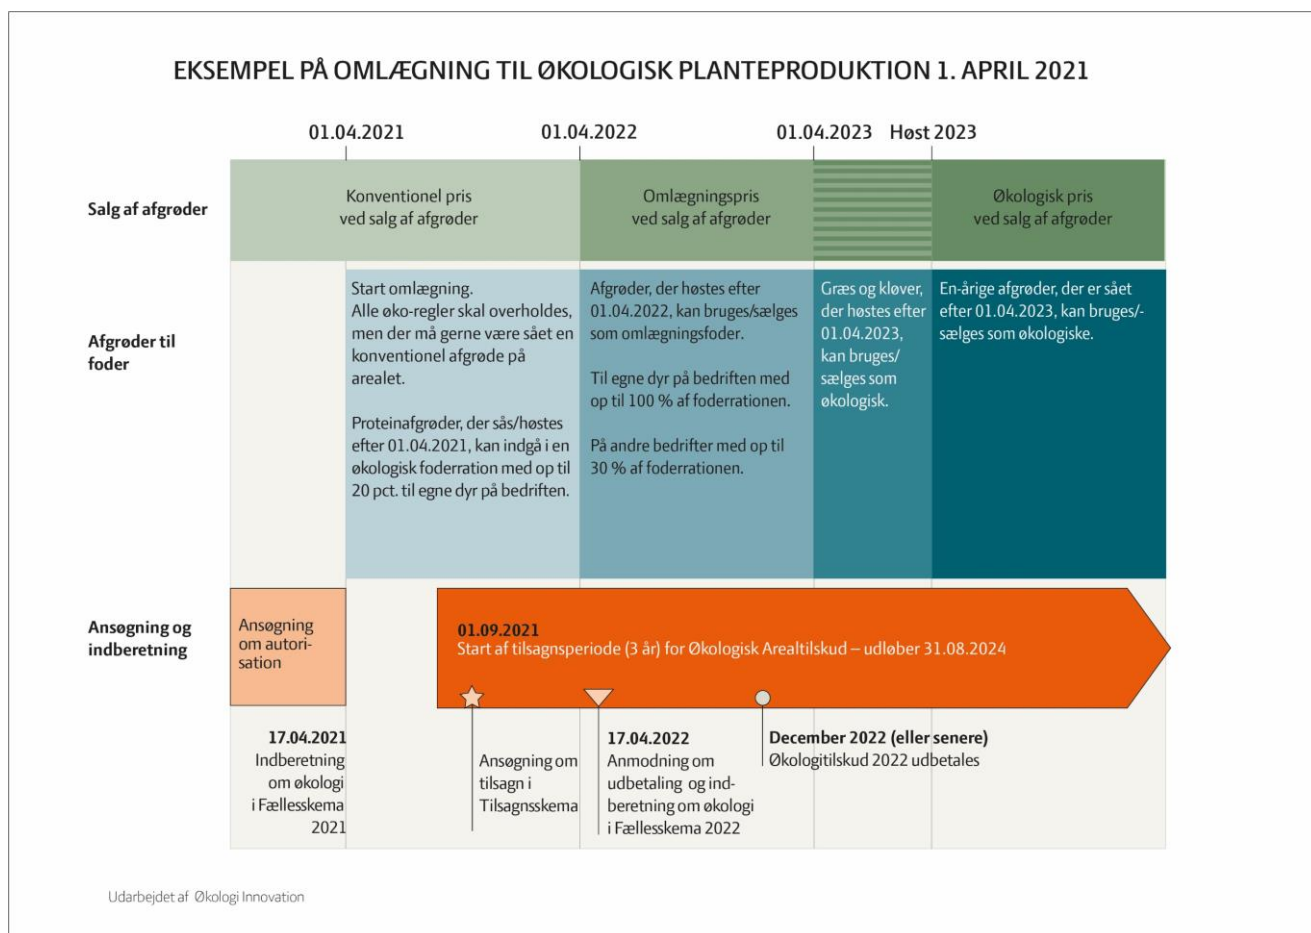 EKSEMPEL PÅ OMLÆGNING TIL ØKOLOGISK PLANTEPRODUKTION 1. APRIL 2021
01.04.2021
01.04.2022
01.04.2023
Høst 2023
Salg af afgrøder
Konventionel pris
ved salg af afgrøder
Omlægningspris
ved salg af afgrøder
Økologisk pris
ved salg af afgrøder
Afgrøder til
foder
Start omlægning.
Alle øko-regler skal overholdes,
men der må gerne være sået en
konventionel afgrøde på
arealet.
Proteinafgrøder, der sås/høstes
efter 01.04.2021, kan indgå i en
økologisk foderration med op til
20 pct. til egne dyr på bedriften.
Afgrøder, der høstes efter
01.04.2022, kan bruges/sælges
som omlægningsfoder.
Til egne dyr på bedriften med
op til 100 % af foderrationen.
På andre bedrifter med op til
30 % af foderrationen.
Græs og kløver,
der høstes efter
01.04.2023,
kan bruges/
sælges som
økologisk.
En-årige afgrøder, der er sået
efter 01.04.2023, kan bruges/-
sælges som økologiske.
Ansøgning og
indberetning
Ansøgning
om autori-
sation
01.09.2021
Start af tilsagnsperiode (3 år) for Økologisk Arealtilskud – udløber 31.08.2024
17.04.2021
Indberetning
om økologi
i Fællesskema
2021
Ansøgning om
tilsagn i
Tilsagnsskema
17.04.2022
Anmodning om
udbetaling og ind-
beretning om økologi
i Fællesskema 2022
December 2022 (eller senere)
Økologitilskud 2022 udbetales
Udarbejdet af Økologi Innovation